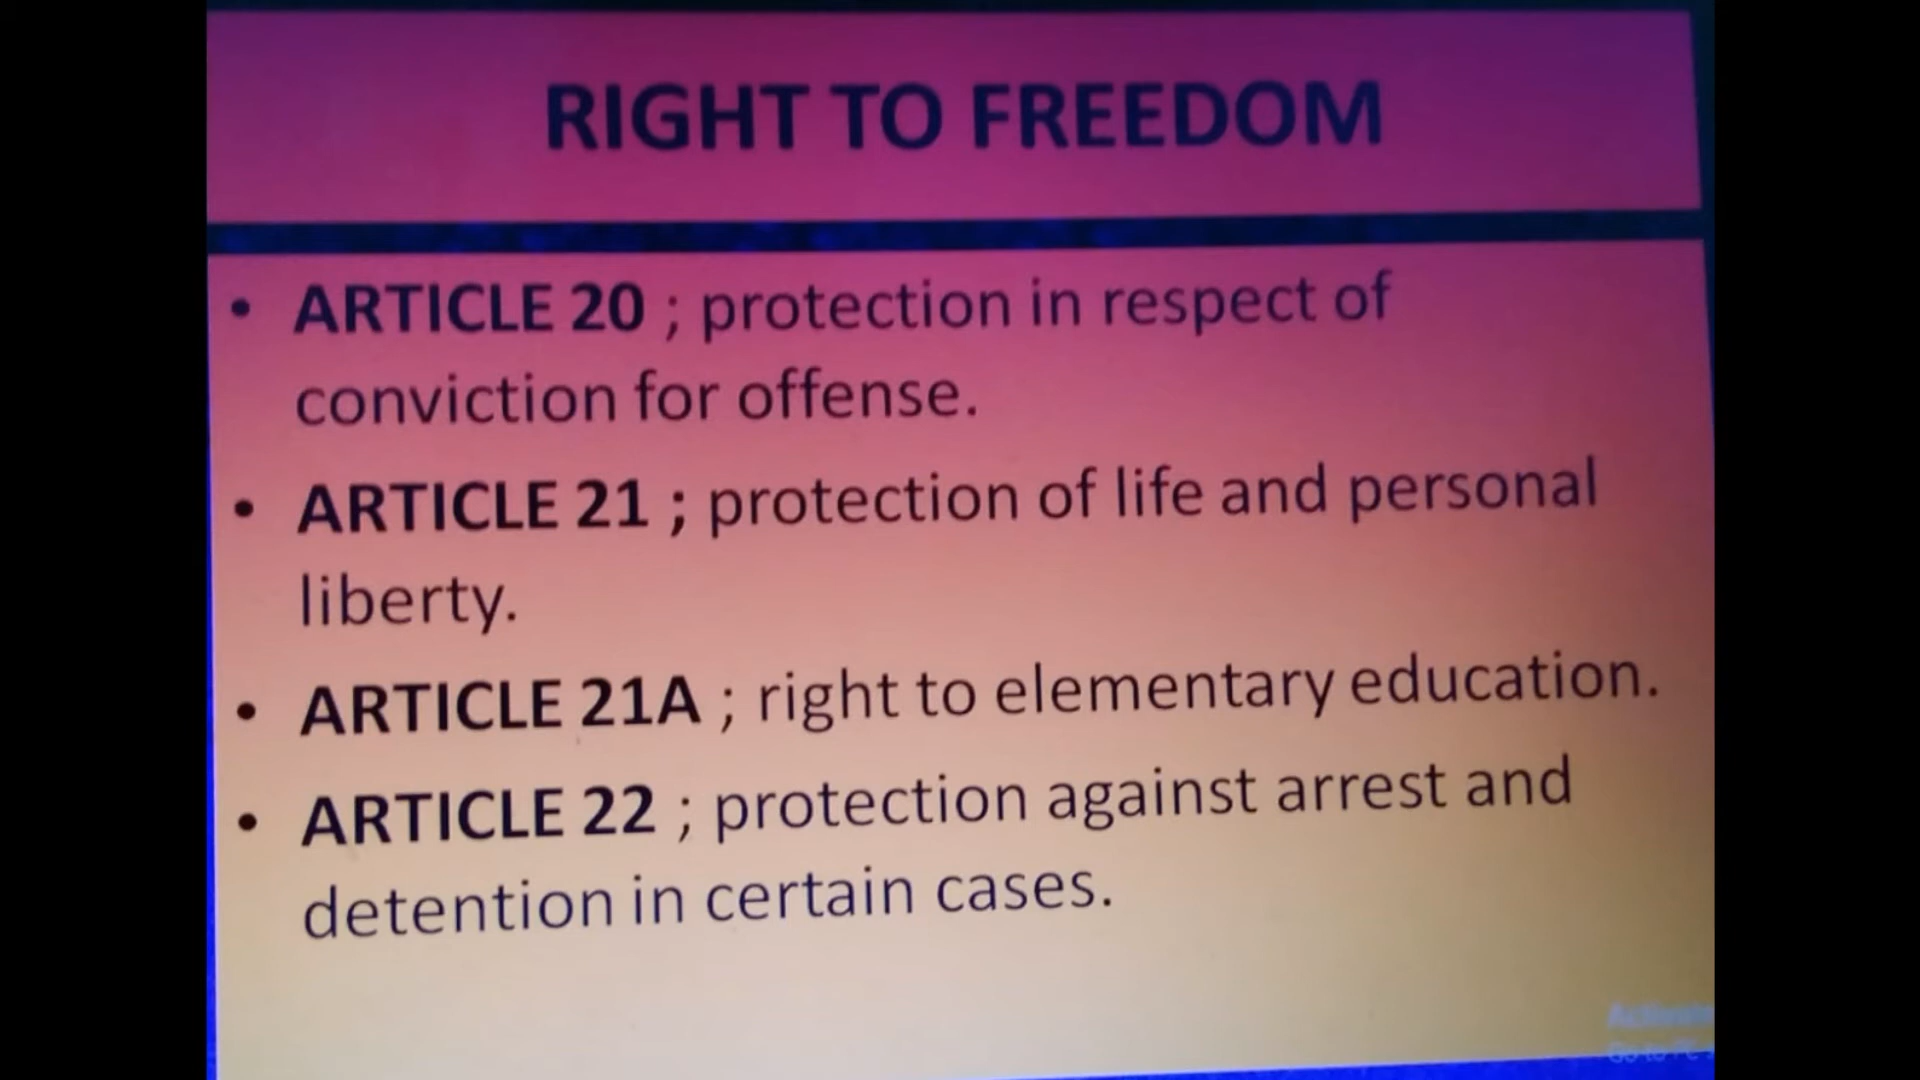 RIGHT TO FREEDOM
• ARTICLE 20 ; protection in respect of
conviction for offense.
• ARTICLE 21 ; protection of life and personal
liberty.
• ARTICLE 21A ; right to elementary education.
• ARTICLE 22 ; protection against arrest and
detention in certain cases.